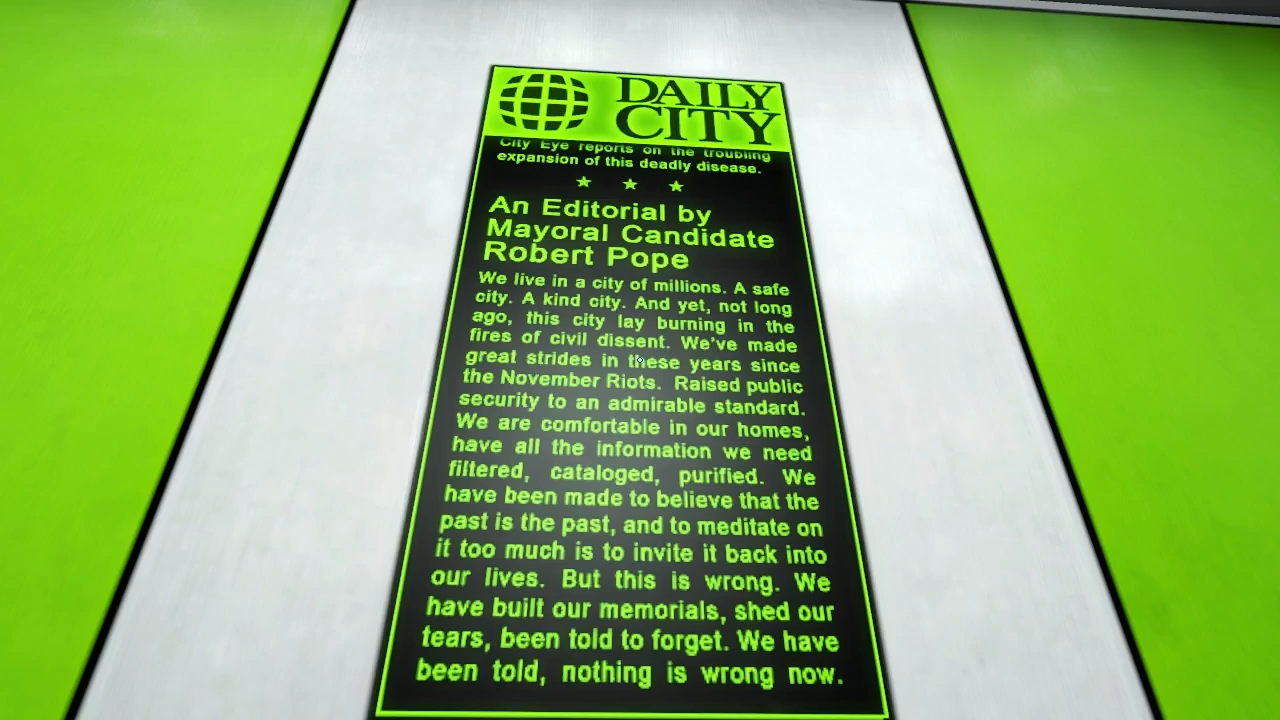 DAILY
CITY
City Eye reports on the troubling
expansion of this deadly disease.
An Editorial by
Mayoral Candidate
Robert Pope
We live in a city of millions. A safe
city. A kind city. And yet, not long
ago, this city lay burning in the
fires of civil dissent. We've made
great strides in these years since
the November Riots. Raised public
security to an admirable standard.
We are comfortable in our homes,
have all the information we need
filtered, cataloged, purified. We
have been made to believe that the
past is the past, and to meditate on
it too much is to invite it back into
our lives. But this is wrong. We
have built our memorials, shed our
tears, been told to forget. We have
been told, nothing is wrong now.